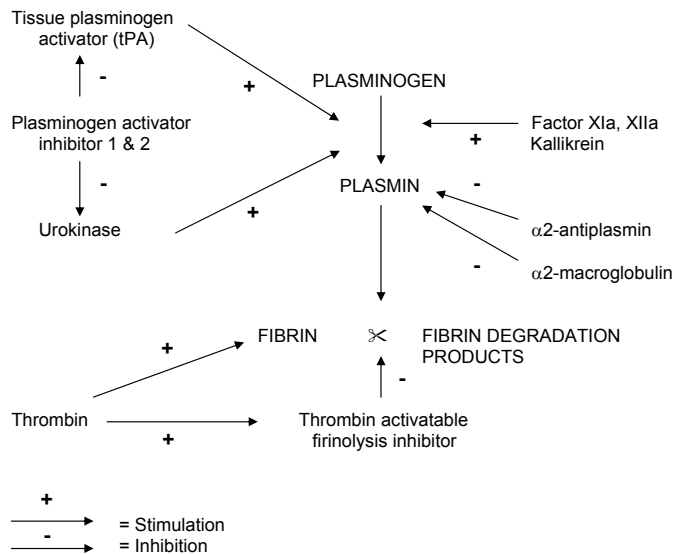 Tissue plasminogen
activator (tPA)
-
+
PLASMINOGEN
Plasminogen activator
inhibitor 1 & 2
Factor XIa, XIIa
Kallikrein
+
-
Urokinase
+
PLASMIN
-
α2-antiplasmin
-
α2-macroglobulin
+
FIBRIN
FIBRIN DEGRADATION
PRODUCTS
-
Thrombin
+
Thrombin activatable
firinolysis inhibitor
+
= Stimulation
-
= Inhibition